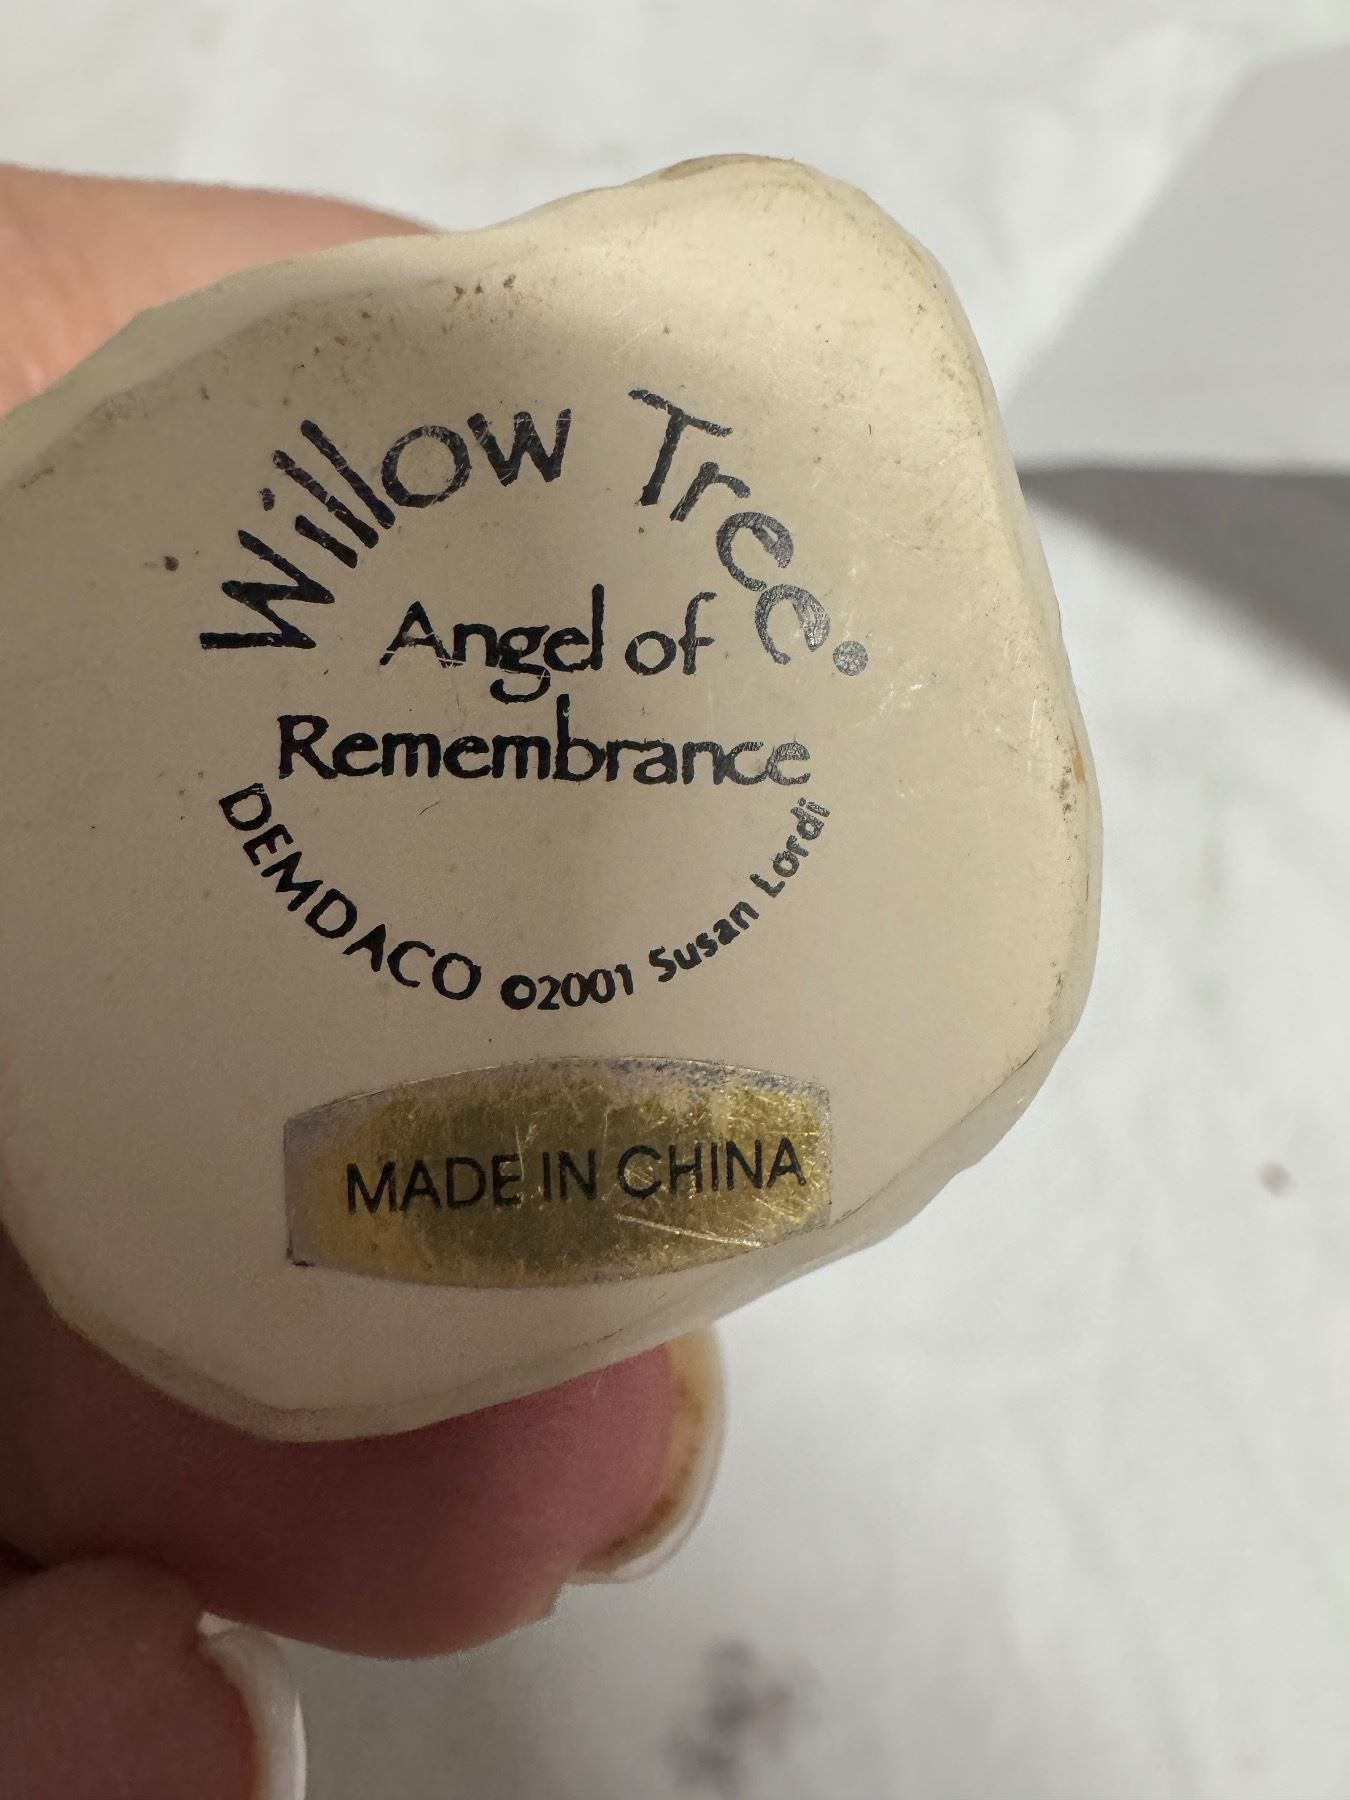 Willow Tree®
Angel of
Remembrance
DEMDACO ©2001 Susan Lordi
MADE IN CHINA